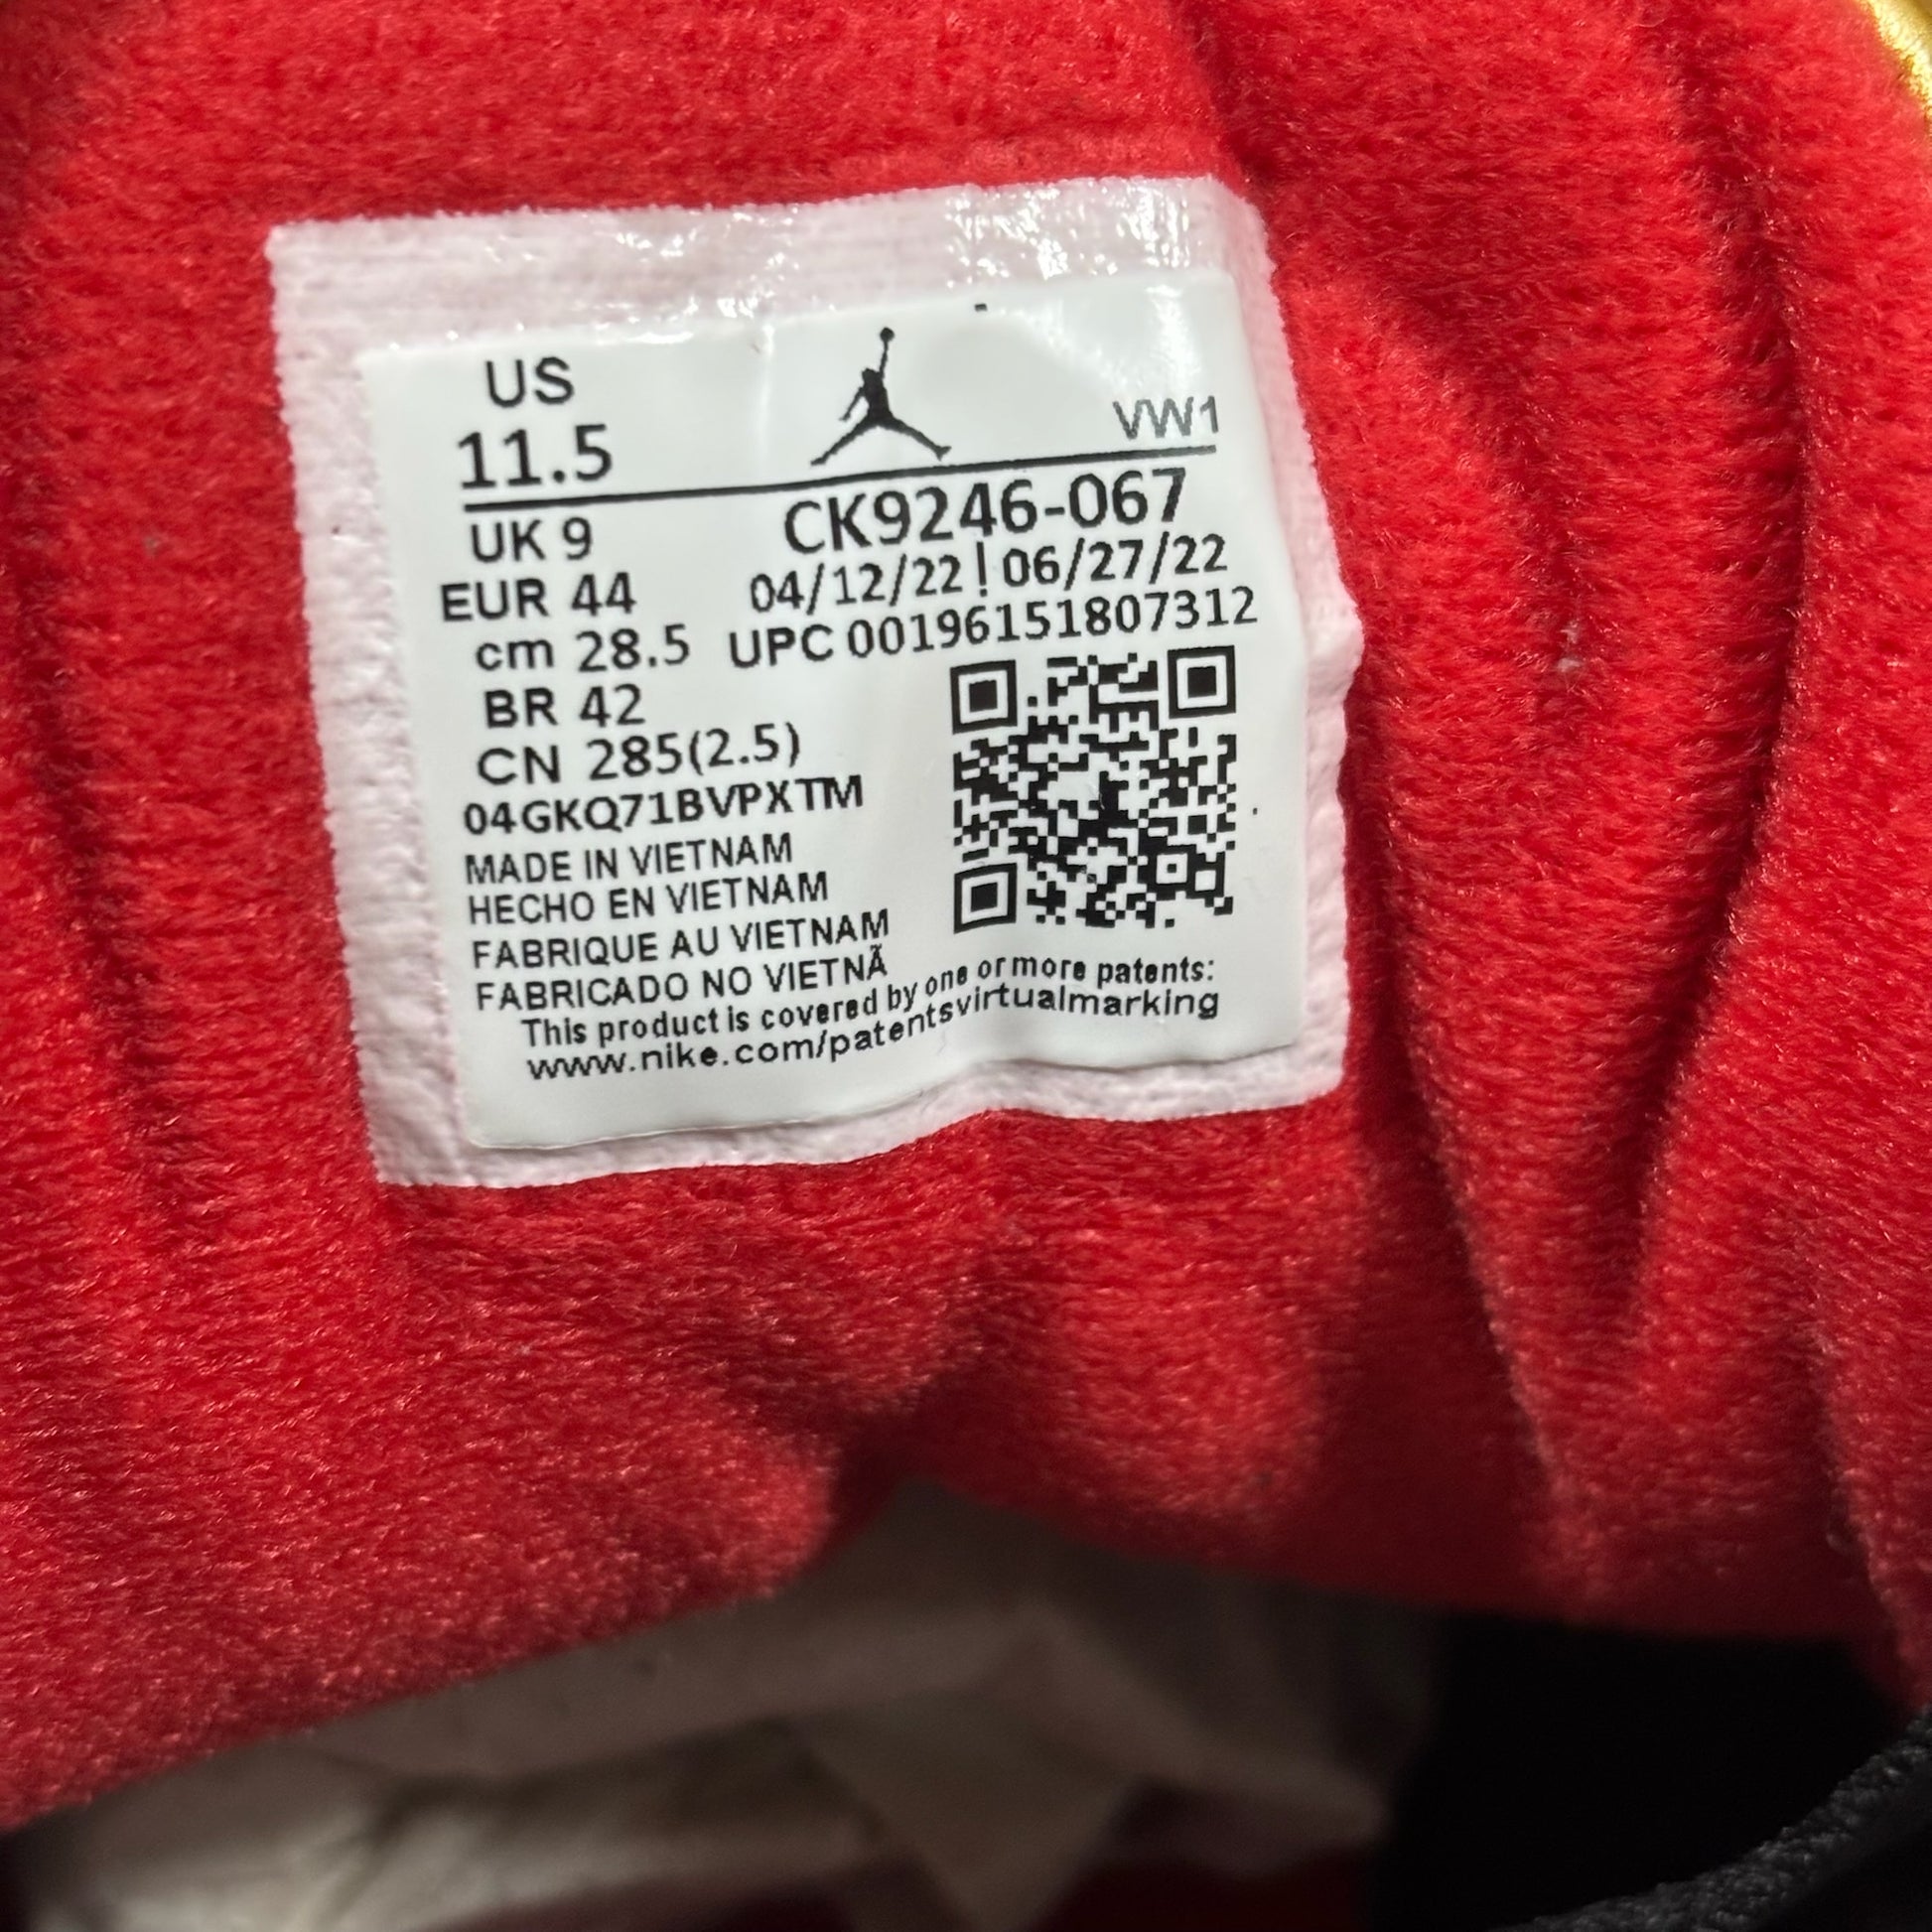 US
11.5
VW1
UK 9
CK9246-067
EUR 44
04/12/22 ! 06/27/22
cm 28.5
UPC 00196151807312
BR 42
CN 285(2.5)
04GKQ71BVPXTM
MADE IN VIETNAM
HECHO EN VIETNAM
FABRIQUE AU VIETNAM
FABRICADO NO VIETNÃ
This product is covered by one or more patents:
www.nike.com/patentsvirtualmarking